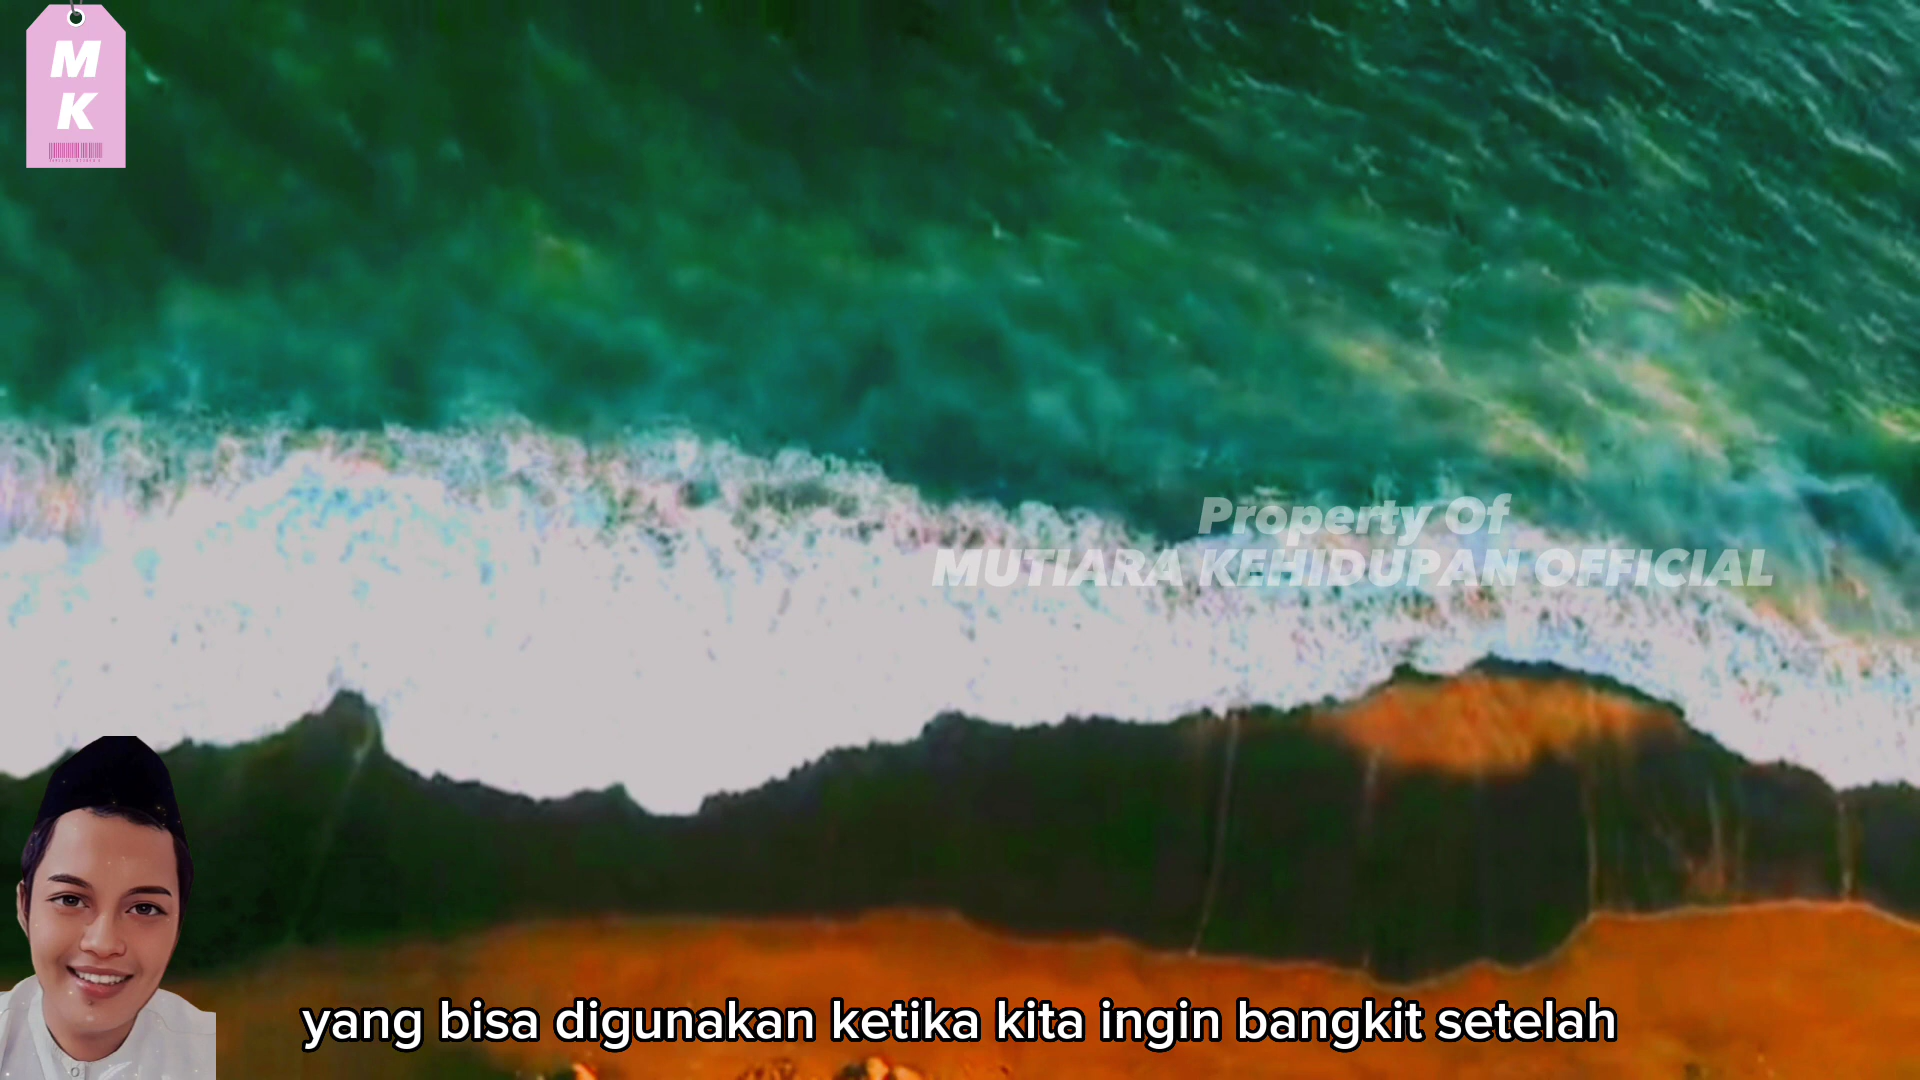 M
K
Property Of
MUTIARA KEHIDUPAN OFFICIAL
yang bisa digunakan ketika kita ingin bangkit setelah